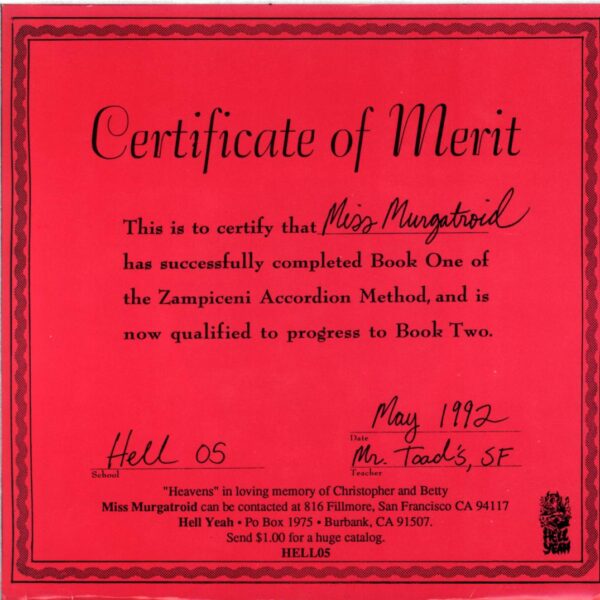 Certificate of Merit
This is to certify that Miss Murgatroid
has successfully completed Book One of
the Zampiceni Accordion Method, and is
now qualified to progress to Book Two.
May 1992
Date
Hell 05
School
Mr. Toad's, SF
Teacher
"Heavens" in loving memory of Christopher and Betty
Miss Murgatroid can be contacted at 816 Fillmore, San Francisco CA 94117
Hell Yeah • Po Box 1975 • Burbank, CA 91507.
Send $1.00 for a huge catalog.
HELL05
HELL
YEAH